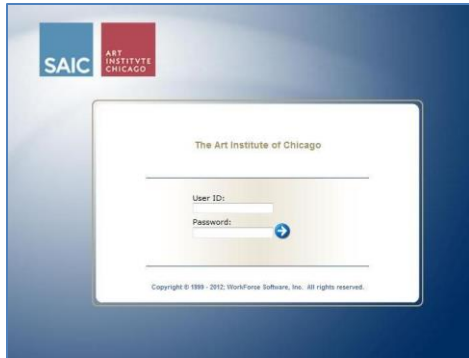 SAIC
ART
INSTITVTE
CHICAGO
The Art Institute of Chicago
User ID:
Password:
Copyright © 1999 - 2012; WorkForce Software, Inc. All rights reserved.